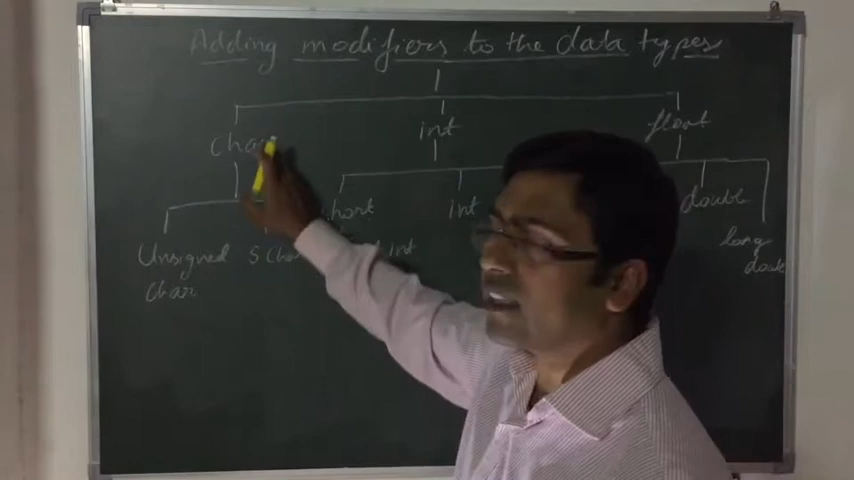 Adding modifiers to the data types
char int float
short int double
Unsigned S Char Int long
Char double